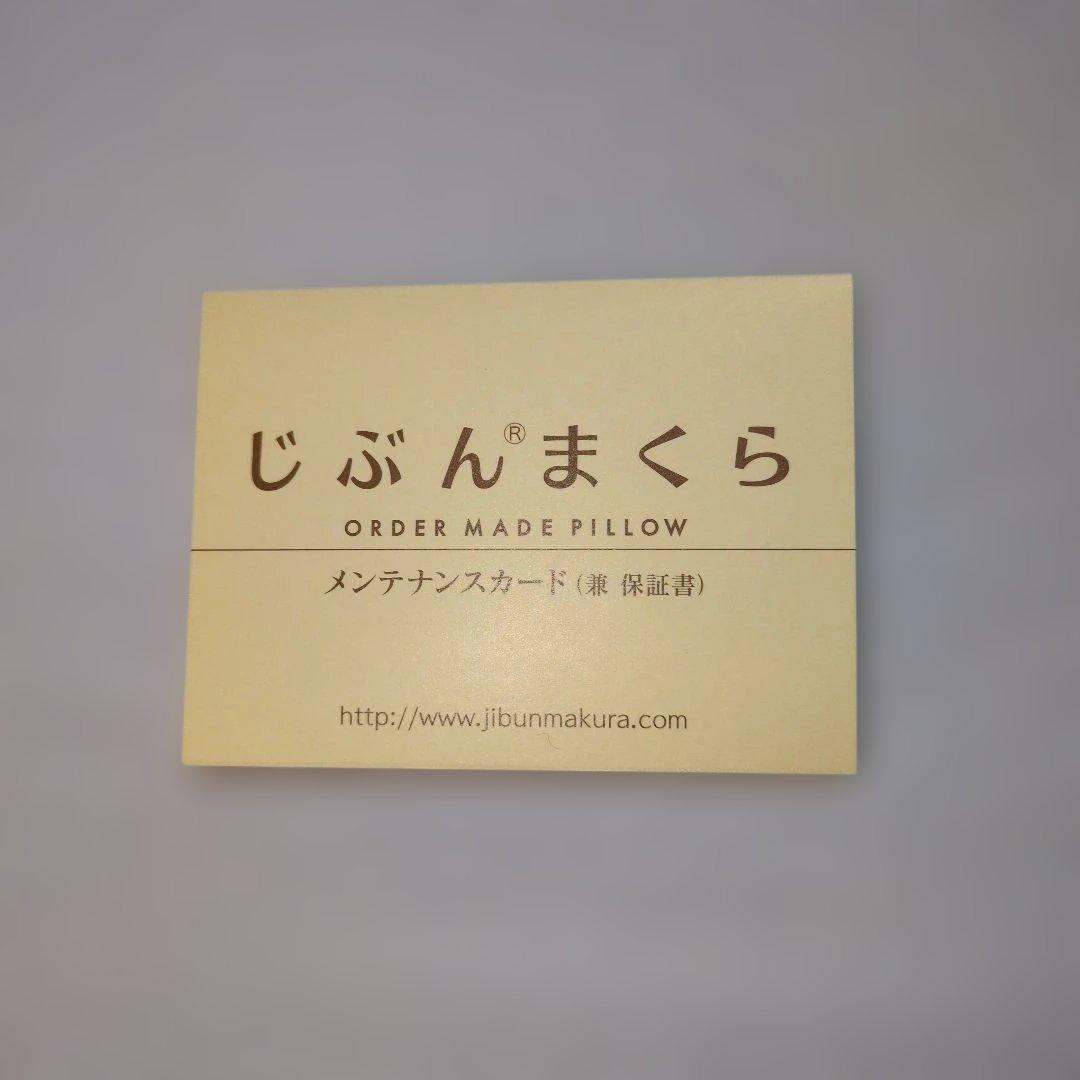 じぶん®まくら
ORDER MADE PILLOW
メンテナンスカード(兼 保証書)
http://www.jibunmakura.com